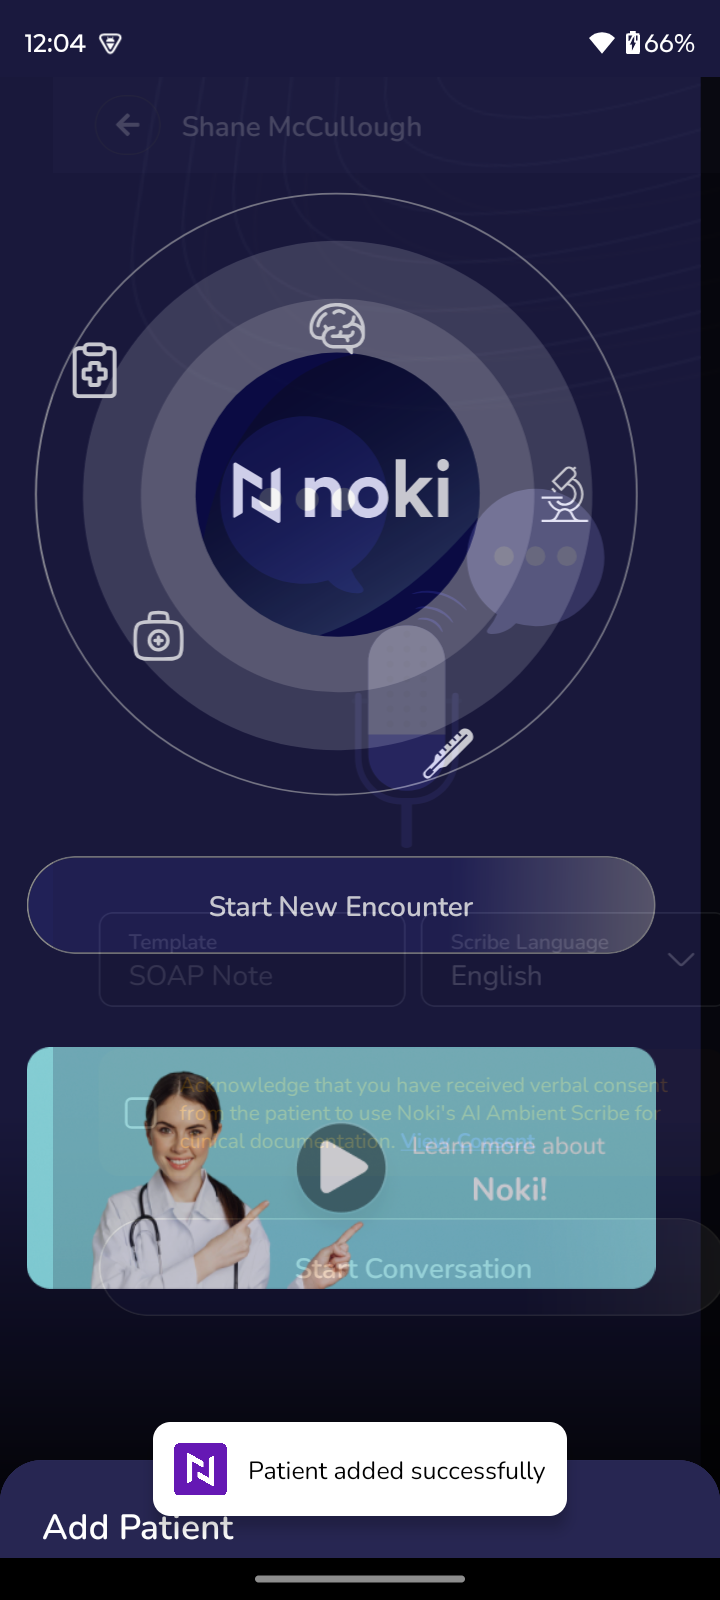 12:04
66%
Shane McCullough
noki
Start New Encounter
Template
SOAP Note
Scribe Language
English
Acknowledge that you have received verbal consent
from the patient to use Noki's AI Ambient Scribe for
clinical documentation. View Consent
Learn more about
Noki!
Start Conversation
Patient added successfully
Add Patient